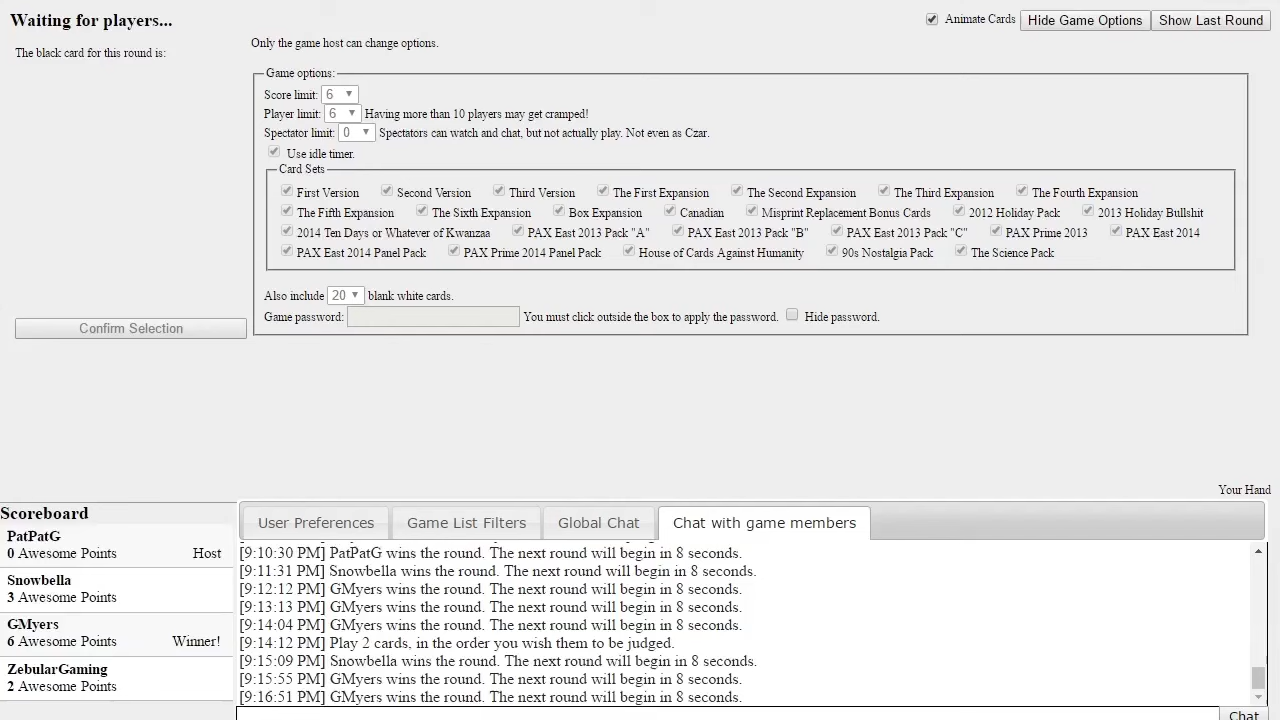 Waiting for players...
Animate Cards
Hide Game Options
Show Last Round
The black card for this round is:
Only the game host can change options.
Game options:
Score limit: 6
Player limit: 6 Having more than 10 players may get cramped!
Spectator limit: 0 Spectators can watch and chat, but not actually play. Not even as Czar.
Use idle timer.
Card Sets
First Version Second Version Third Version The First Expansion The Second Expansion The Third Expansion The Fourth Expansion
The Fifth Expansion The Sixth Expansion Box Expansion Canadian Misprint Replacement Bonus Cards 2012 Holiday Pack 2013 Holiday Bullshit
2014 Ten Days or Whatever of Kwanzaa PAX East 2013 Pack "A" PAX East 2013 Pack "B" PAX East 2013 Pack "C" PAX Prime 2013 PAX East 2014
PAX East 2014 Panel Pack PAX Prime 2014 Panel Pack House of Cards Against Humanity 90s Nostalgia Pack The Science Pack
Also include 20 blank white cards.
Game password: You must click outside the box to apply the password. Hide password.
Confirm Selection
Your Hand
Scoreboard
PatPatG
0 Awesome Points Host
Snowbella
3 Awesome Points
GMyers
6 Awesome Points Winner!
ZebularGaming
2 Awesome Points
User Preferences
Game List Filters
Global Chat
Chat with game members
[9:10:30 PM] PatPatG wins the round. The next round will begin in 8 seconds.
[9:11:31 PM] Snowbella wins the round. The next round will begin in 8 seconds.
[9:12:12 PM] GMyers wins the round. The next round will begin in 8 seconds.
[9:13:13 PM] GMyers wins the round. The next round will begin in 8 seconds.
[9:14:04 PM] GMyers wins the round. The next round will begin in 8 seconds.
[9:14:12 PM] Play 2 cards, in the order you wish them to be judged.
[9:15:09 PM] Snowbella wins the round. The next round will begin in 8 seconds.
[9:15:55 PM] GMyers wins the round. The next round will begin in 8 seconds.
[9:16:51 PM] GMyers wins the round. The next round will begin in 8 seconds.
Chat